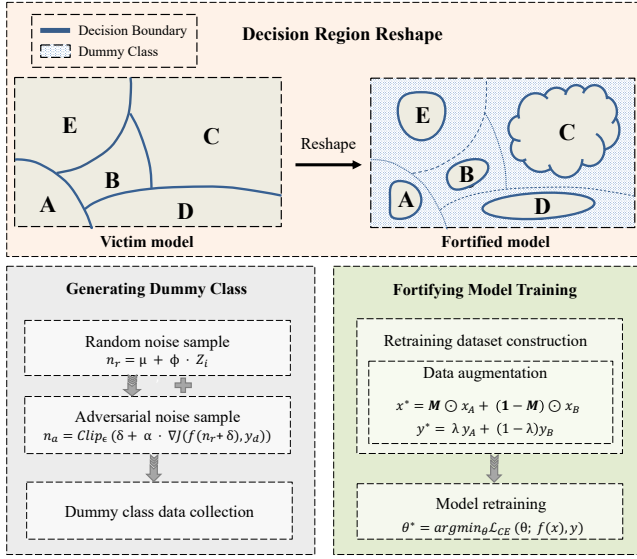 Decision Region Reshape
Decision Boundary
Dummy Class
E
C
B
A
D
Victim model
Reshape
E
C
B
A
D
Fortified model
Generating Dummy Class
Random noise sample
n_r = μ + ϕ · Z_i
Adversarial noise sample
n_a = Clip_ϵ (δ + α · ∇J(f(n_r + δ), y_d))
Dummy class data collection
Fortifying Model Training
Retraining dataset construction
Data augmentation
x* = M ⊙ x_A + (1 − M) ⊙ x_B
y* = λ y_A + (1 − λ)y_B
Model retraining
θ* = argmin_θ ℒ_CE (θ; f(x), y)